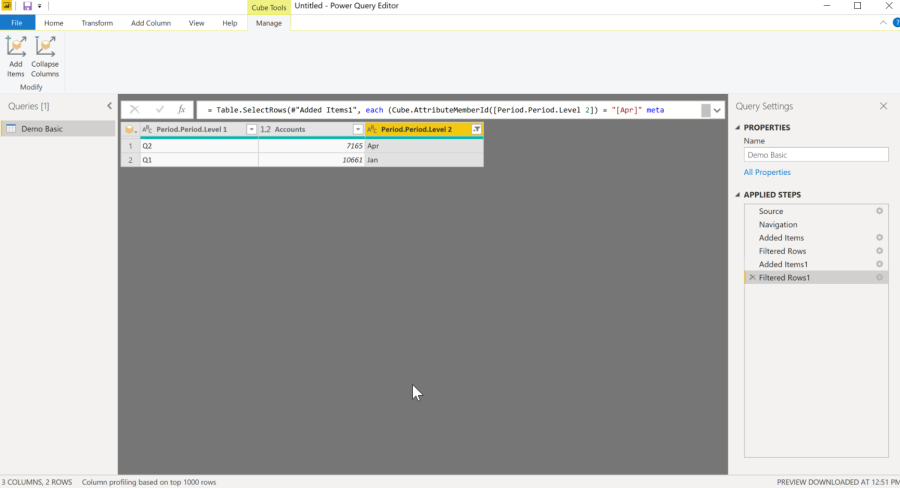 Cube Tools
Untitled - Power Query Editor
File Home Transform Add Column View Help Manage
Add Items
Collapse Columns
Modify
Queries [1]
Demo Basic
fx = Table.SelectRows(#"Added Items1", each (Cube.AttributeMemberId([Period.Period.Level 2]) = "[Apr]" meta
ABC Period.Period.Level 1 1.2 Accounts ABC Period.Period.Level 2
1 Q2 7165 Apr
2 Q1 10661 Jan
Query Settings
PROPERTIES
Name
Demo Basic
All Properties
APPLIED STEPS
Source
Navigation
Added Items
Filtered Rows
Added Items1
Filtered Rows1
3 COLUMNS, 2 ROWS Column profiling based on top 1000 rows PREVIEW DOWNLOADED AT 12:51 PM